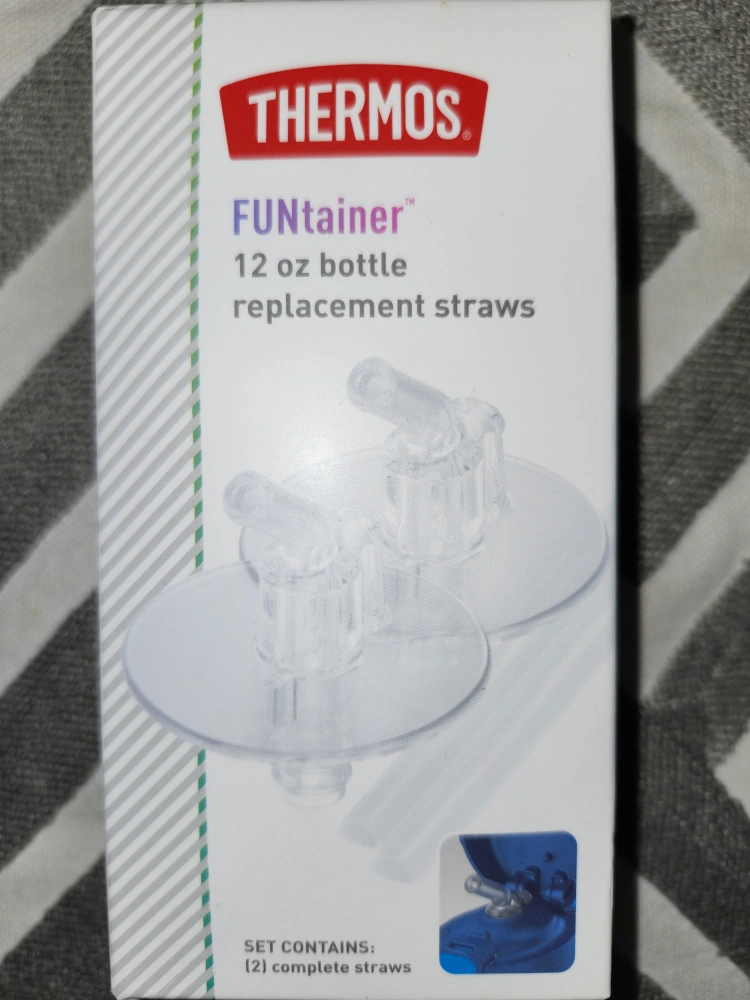 THERMOS®
FUNtainer™
12 oz bottle
replacement straws
SET CONTAINS:
(2) complete straws